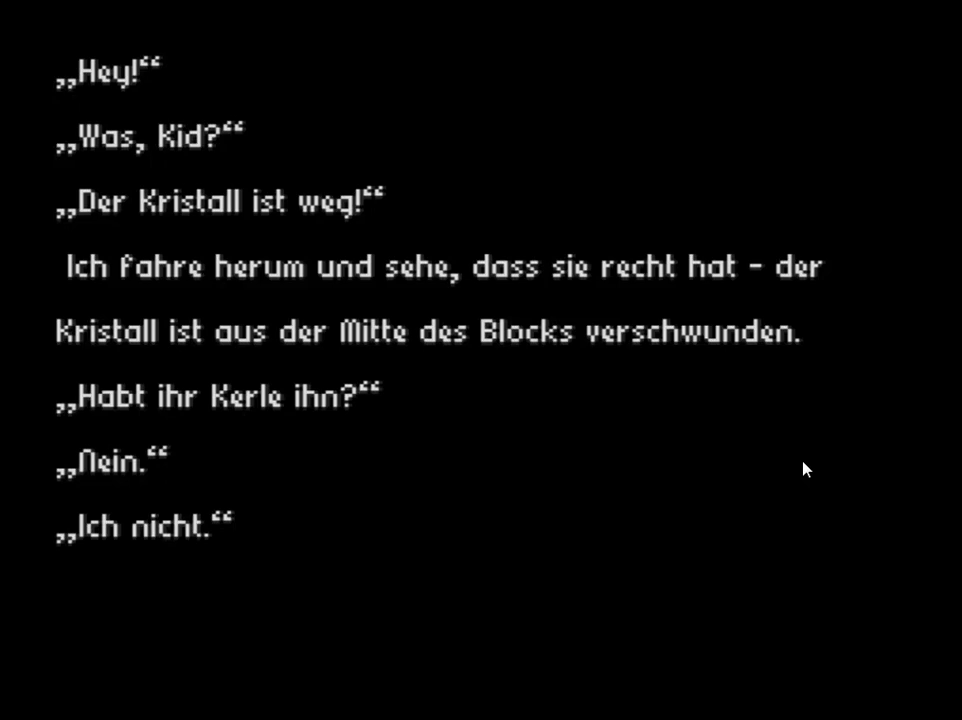 „Hey!“
„Was, Kid?“
„Der Kristall ist weg!“
Ich fahre herum und sehe, dass sie recht hat - der
Kristall ist aus der Mitte des Blocks verschwunden.
„Habt ihr Kerle ihn?“
„Nein.“
„Ich nicht.“